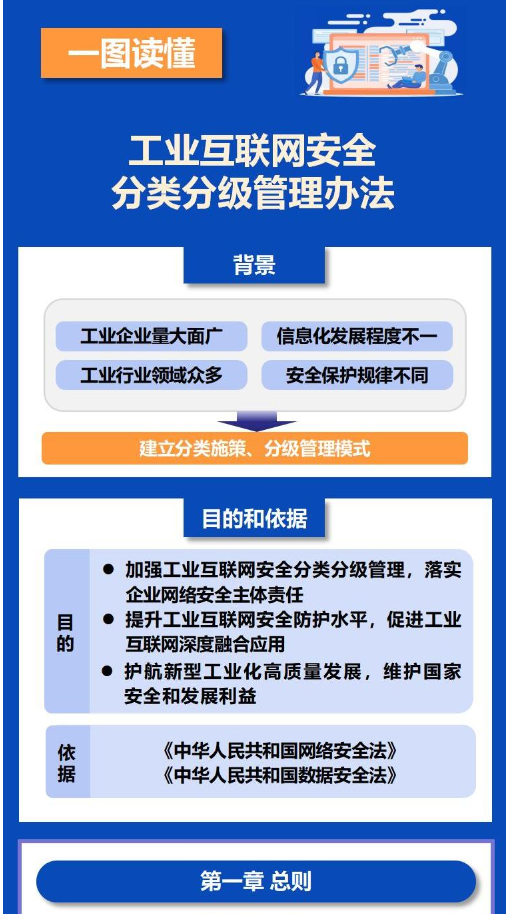 一图读懂
工业互联网安全
分类分级管理办法
背景
工业企业量大面广
信息化发展程度不一
工业行业领域众多
安全保护规律不同
建立分类施策、分级管理模式
目的和依据
目的
● 加强工业互联网安全分类分级管理，落实
企业网络安全主体责任
● 提升工业互联网安全防护水平，促进工业
互联网深度融合应用
● 护航新型工业化高质量发展，维护国家
安全和发展利益
依据
《中华人民共和国网络安全法》
《中华人民共和国数据安全法》
第一章 总则